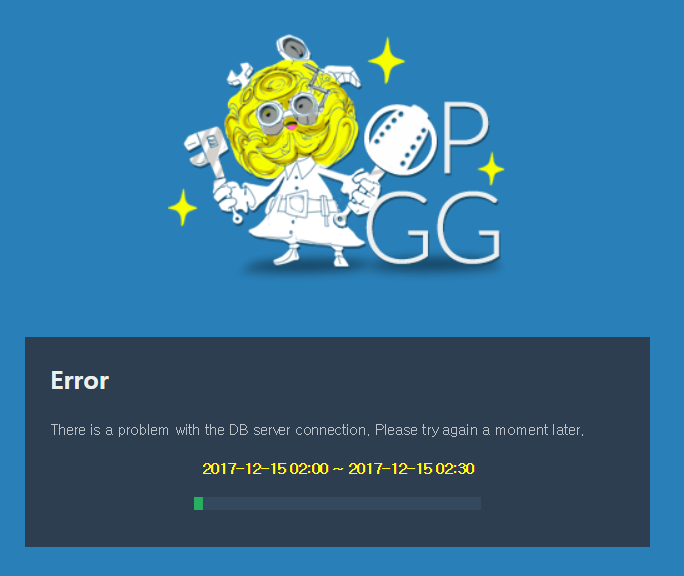 OP
GG
Error
There is a problem with the DB server connection. Please try again a moment later.
2017-12-15 02:00 ~ 2017-12-15 02:30